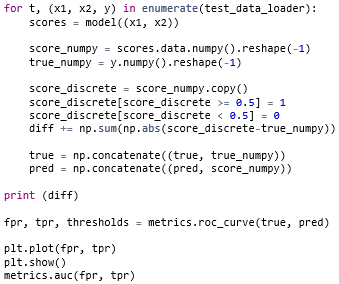 for t, (x1, x2, y) in enumerate(test_data_loader):
    scores = model((x1, x2))
    score_numpy = scores.data.numpy().reshape(-1)
    true_numpy = y.numpy().reshape(-1)
    score_discrete = score_numpy.copy()
    score_discrete[score_discrete >= 0.5] = 1
    score_discrete[score_discrete < 0.5] = 0
    diff += np.sum(np.abs(score_discrete-true_numpy))
    true = np.concatenate((true, true_numpy))
    pred = np.concatenate((pred, score_numpy))
print (diff)
fpr, tpr, thresholds = metrics.roc_curve(true, pred)
plt.plot(fpr, tpr)
plt.show()
metrics.auc(fpr, tpr)